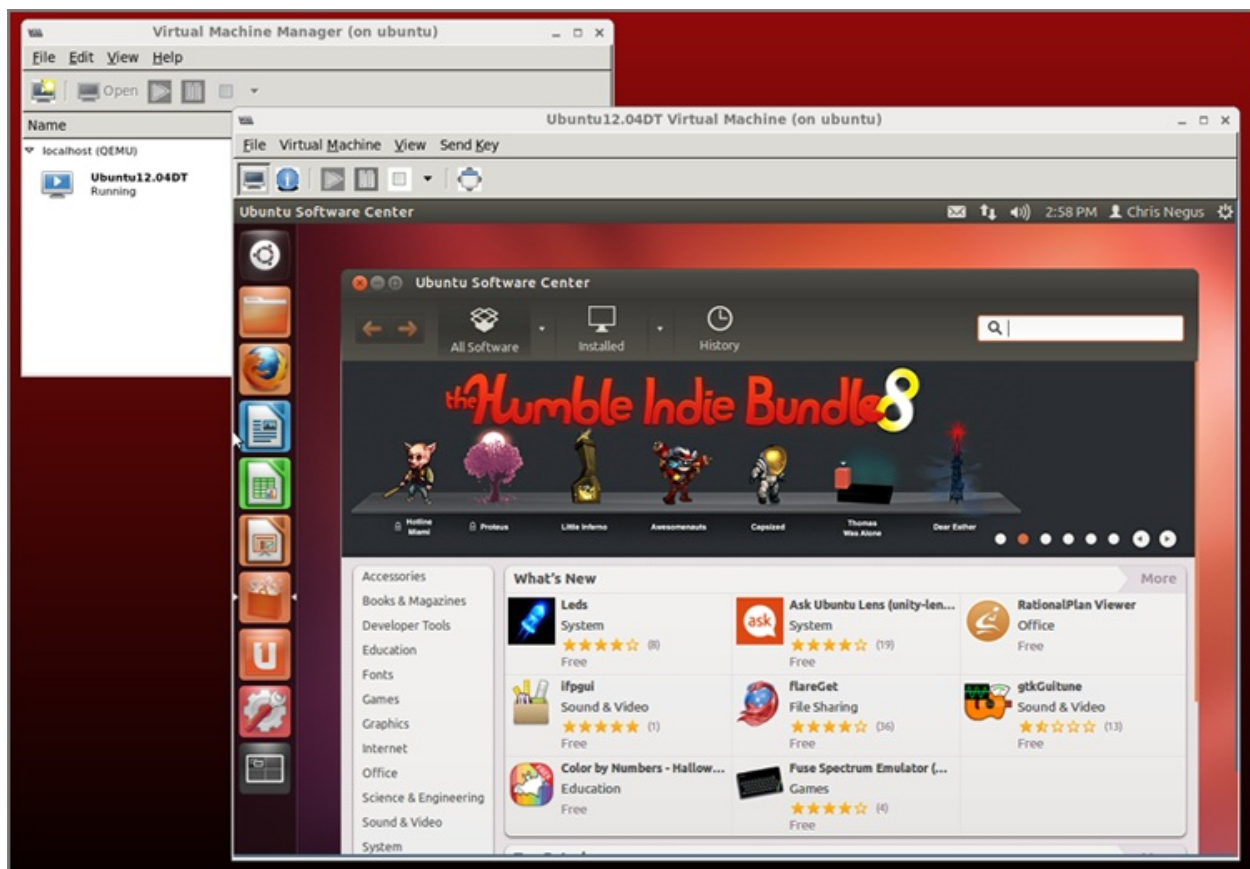 Virtual Machine Manager (on ubuntu)
File Edit View Help
Open
Name
localhost (QEMU)
Ubuntu12.04DT
Running
Ubuntu12.04DT Virtual Machine (on ubuntu)
File Virtual Machine View Send Key
Ubuntu Software Center 2:58 PM Chris Negus
Ubuntu Software Center
All Software Installed History
the Humble Indie Bundle 8
Hotline Miami
Proteus
Little Inferno
Awesomenauts
Capsized
Thomas Was Alone
Dear Esther
Accessories
Books & Magazines
Developer Tools
Education
Fonts
Games
Graphics
Internet
Office
Science & Engineering
Sound & Video
System
What's New More
Leds
System
(8)
Free
ask
Ask Ubuntu Lens (unity-len...
System
(19)
Free
RationalPlan Viewer
Office
Free
ifpgui
Sound & Video
(1)
Free
flareGet
File Sharing
(36)
Free
gtkGuitune
Sound & Video
(13)
Free
Color by Numbers - Hallow...
Education
Free
Fuse Spectrum Emulator (...
Games
(4)
Free